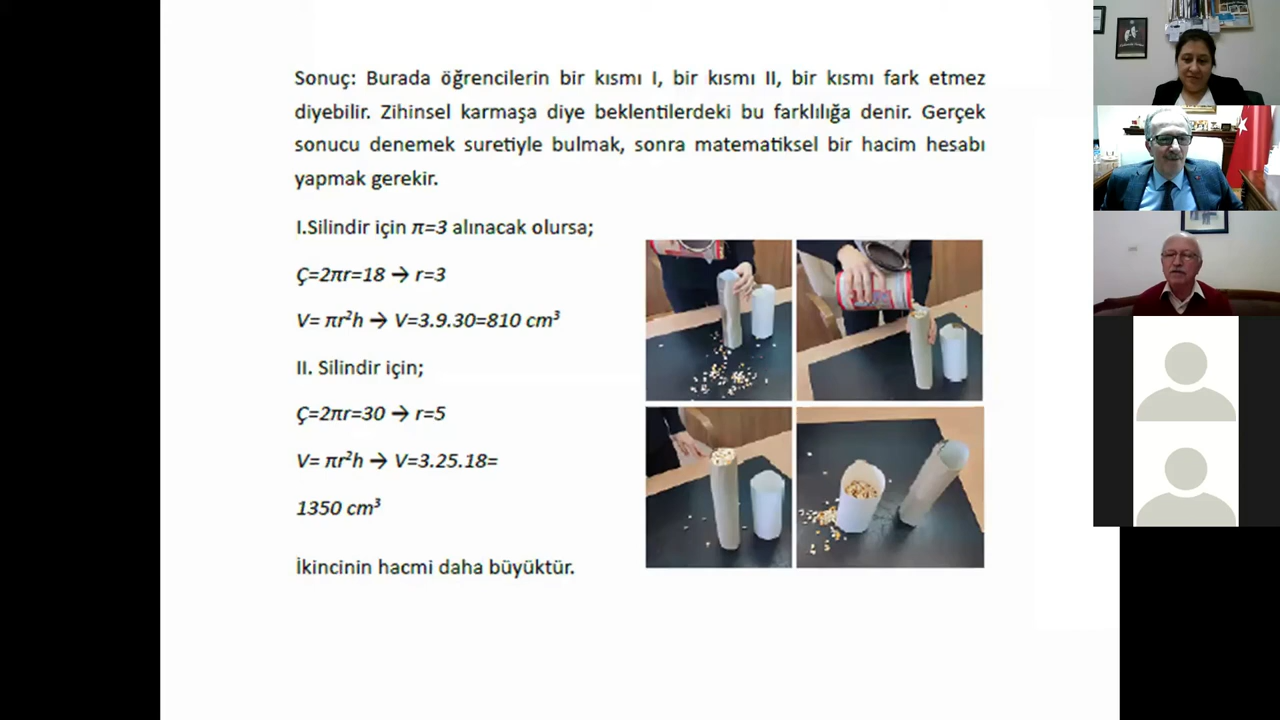 Sonuç: Burada öğrencilerin bir kısmı I, bir kısmı II, bir kısmı fark etmez
diyebilir. Zihinsel karmaşa diye beklentilerdeki bu farklılığa denir. Gerçek
sonucu denemek suretiyle bulmak, sonra matematiksel bir hacim hesabı
yapmak gerekir.
I.Silindir için π=3 alınacak olursa;
Ç=2πr=18 → r=3
V= πr²h → V=3.9.30=810 cm³
II. Silindir için;
Ç=2πr=30 → r=5
V= πr²h → V=3.25.18=
1350 cm³
İkincinin hacmi daha büyüktür.